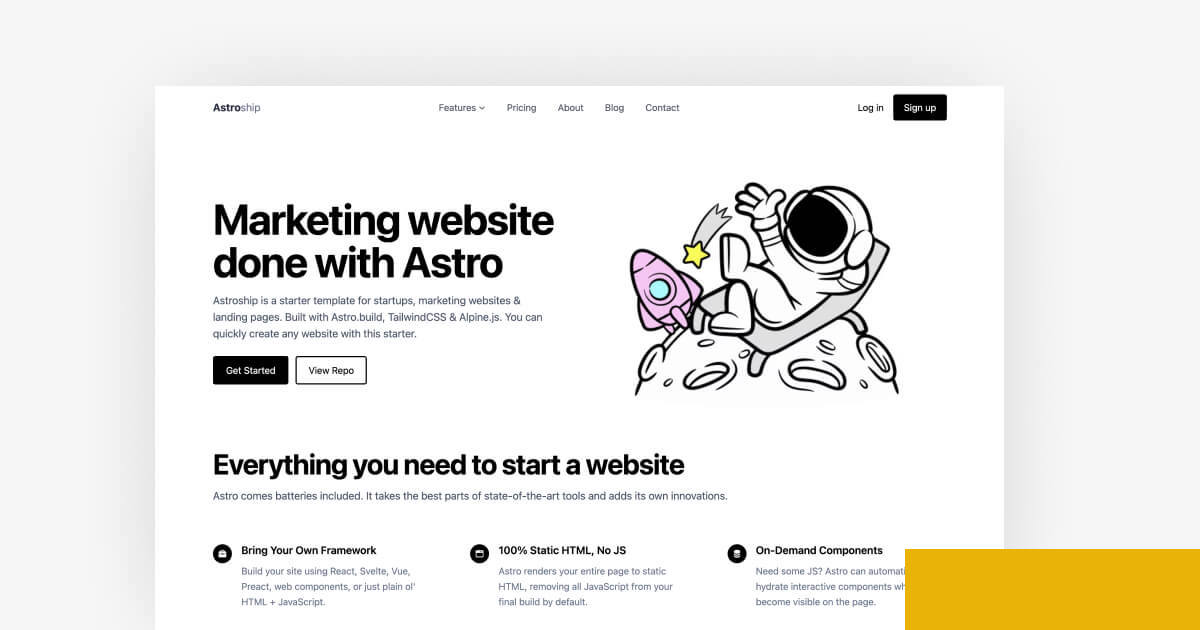 Astroship
Features
Pricing
About
Blog
Contact
Log in
Sign up
Marketing website
done with Astro
Astroship is a starter template for startups, marketing websites &
landing pages. Built with Astro.build, TailwindCSS & Alpine.js. You can
quickly create any website with this starter.
Get Started
View Repo
Everything you need to start a website
Astro comes batteries included. It takes the best parts of state-of-the-art tools and adds its own innovations.
Bring Your Own Framework
Build your site using React, Svelte, Vue,
Preact, web components, or just plain ol'
HTML + JavaScript.
100% Static HTML, No JS
Astro renders your entire page to static
HTML, removing all JavaScript from your
final build by default.
On-Demand Components
Need some JS? Astro can
hydrate interactive components
become visible on the page.